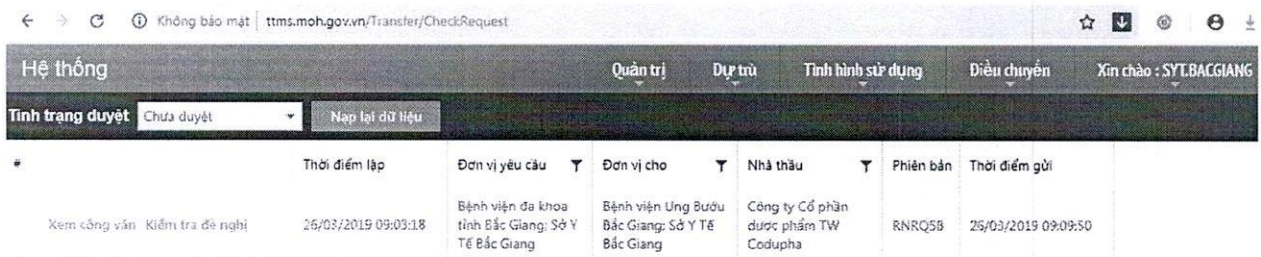 Không bảo mật | ttms.moh.gov.vn/Transfer/CheckRequest
Hệ thống Quản trị Dự trù Tình hình sử dụng Điều chuyển Xin chào : SYT.BACGIANG
Tình trạng duyệt Chưa duyệt Nạp lại dữ liệu
# Thời điểm lập Đơn vị yêu cầu Đơn vị cho Nhà thầu Phiên bản Thời điểm gửi
Bệnh viện đa khoa Bệnh viện Ung Bướu Công ty Cổ phần
Xem công văn Kiểm tra đề nghị 26/03/2019 09:03:18 tỉnh Bắc Giang; Sở Y Bắc Giang; Sở Y Tế dược phẩm TW RNRQ5B 26/03/2019 09:09:50
Tế Bắc Giang Bắc Giang Codupha